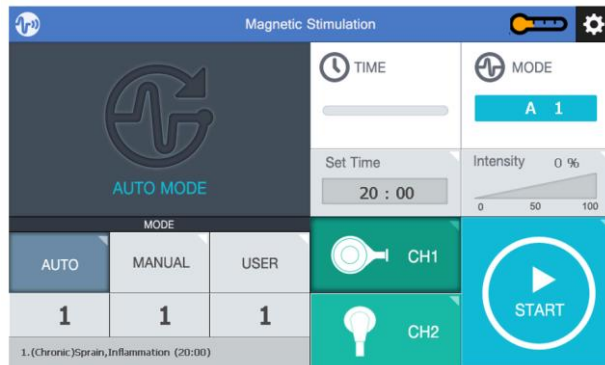 Magnetic Stimulation
AUTO MODE
TIME
MODE
A 1
Set Time
20 : 00
Intensity 0 %
0 50 100
MODE
AUTO MANUAL USER
1 1 1
1.(Chronic)Sprain,Inflammation (20:00)
CH1
CH2
START